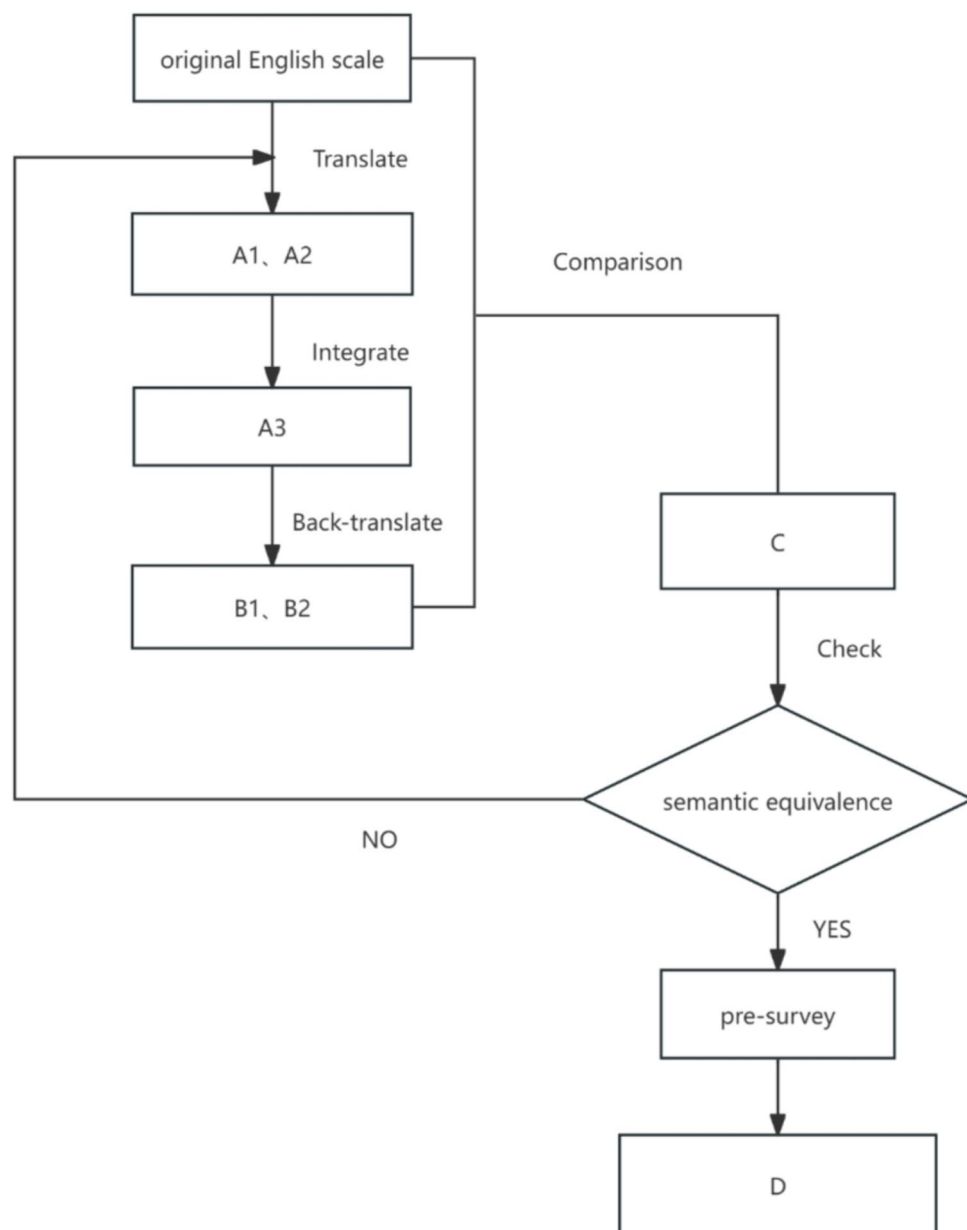 original English scale
Translate
A1、A2
Comparison
Integrate
A3
Back-translate
C
B1、B2
Check
semantic equivalence
NO
YES
pre-survey
D